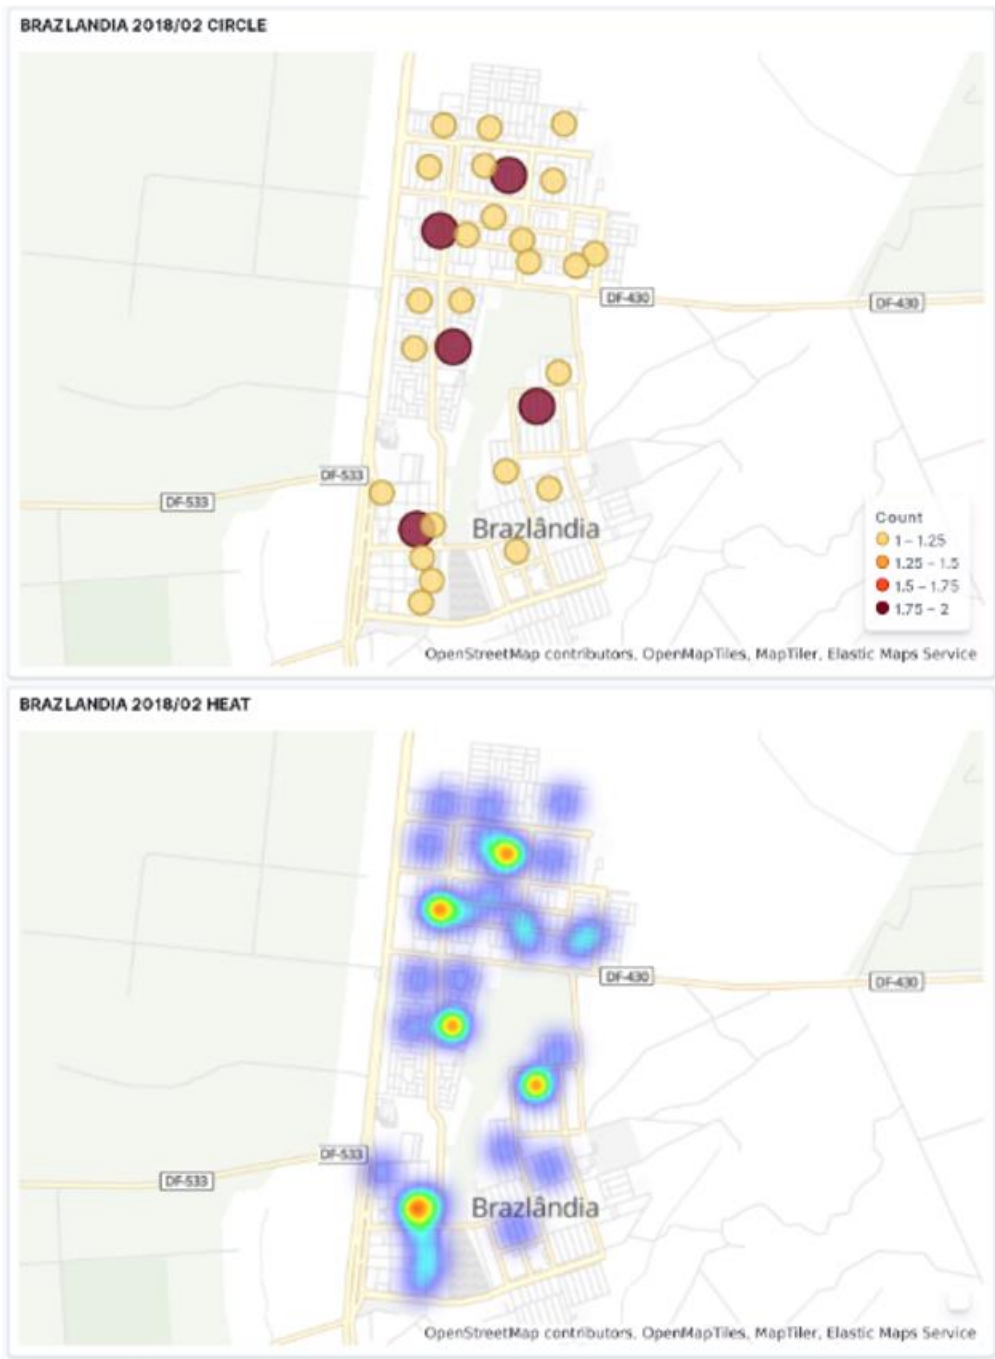 BRAZLANDIA 2018/02 CIRCLE
DF-430
DF-430
DF-533
DF-533
Brazlândia
Count
1 – 1.25
1.25 – 1.5
1.5 – 1.75
1.75 – 2
OpenStreetMap contributors, OpenMapTiles, MapTiler, Elastic Maps Service
BRAZLANDIA 2018/02 HEAT
DF-430
DF-430
DF-533
DF-533
Brazlândia
OpenStreetMap contributors, OpenMapTiles, MapTiler, Elastic Maps Service